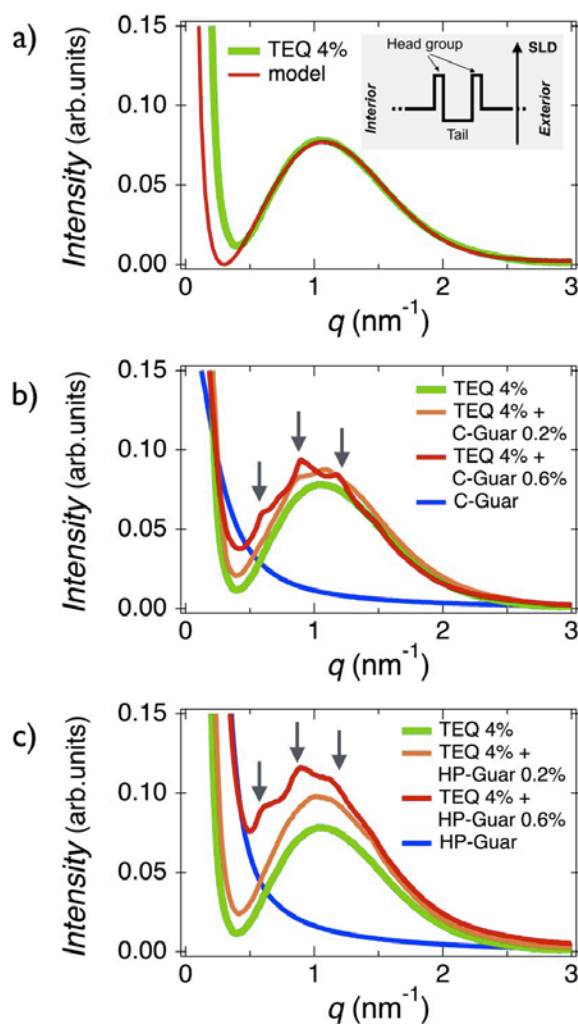 a)
Intensity (arb.units)
0.15
0.10
0.05
0.00
TEQ 4%
model
Head group
SLD
Interior
Tail
Exterior
0 1 2 3
q (nm⁻¹)
b)
Intensity (arb.units)
0.15
0.10
0.05
0.00
TEQ 4%
TEQ 4% +
C-Guar 0.2%
TEQ 4% +
C-Guar 0.6%
C-Guar
0 1 2 3
q (nm⁻¹)
c)
Intensity (arb.units)
0.15
0.10
0.05
0.00
TEQ 4%
TEQ 4% +
HP-Guar 0.2%
TEQ 4% +
HP-Guar 0.6%
HP-Guar
0 1 2 3
q (nm⁻¹)